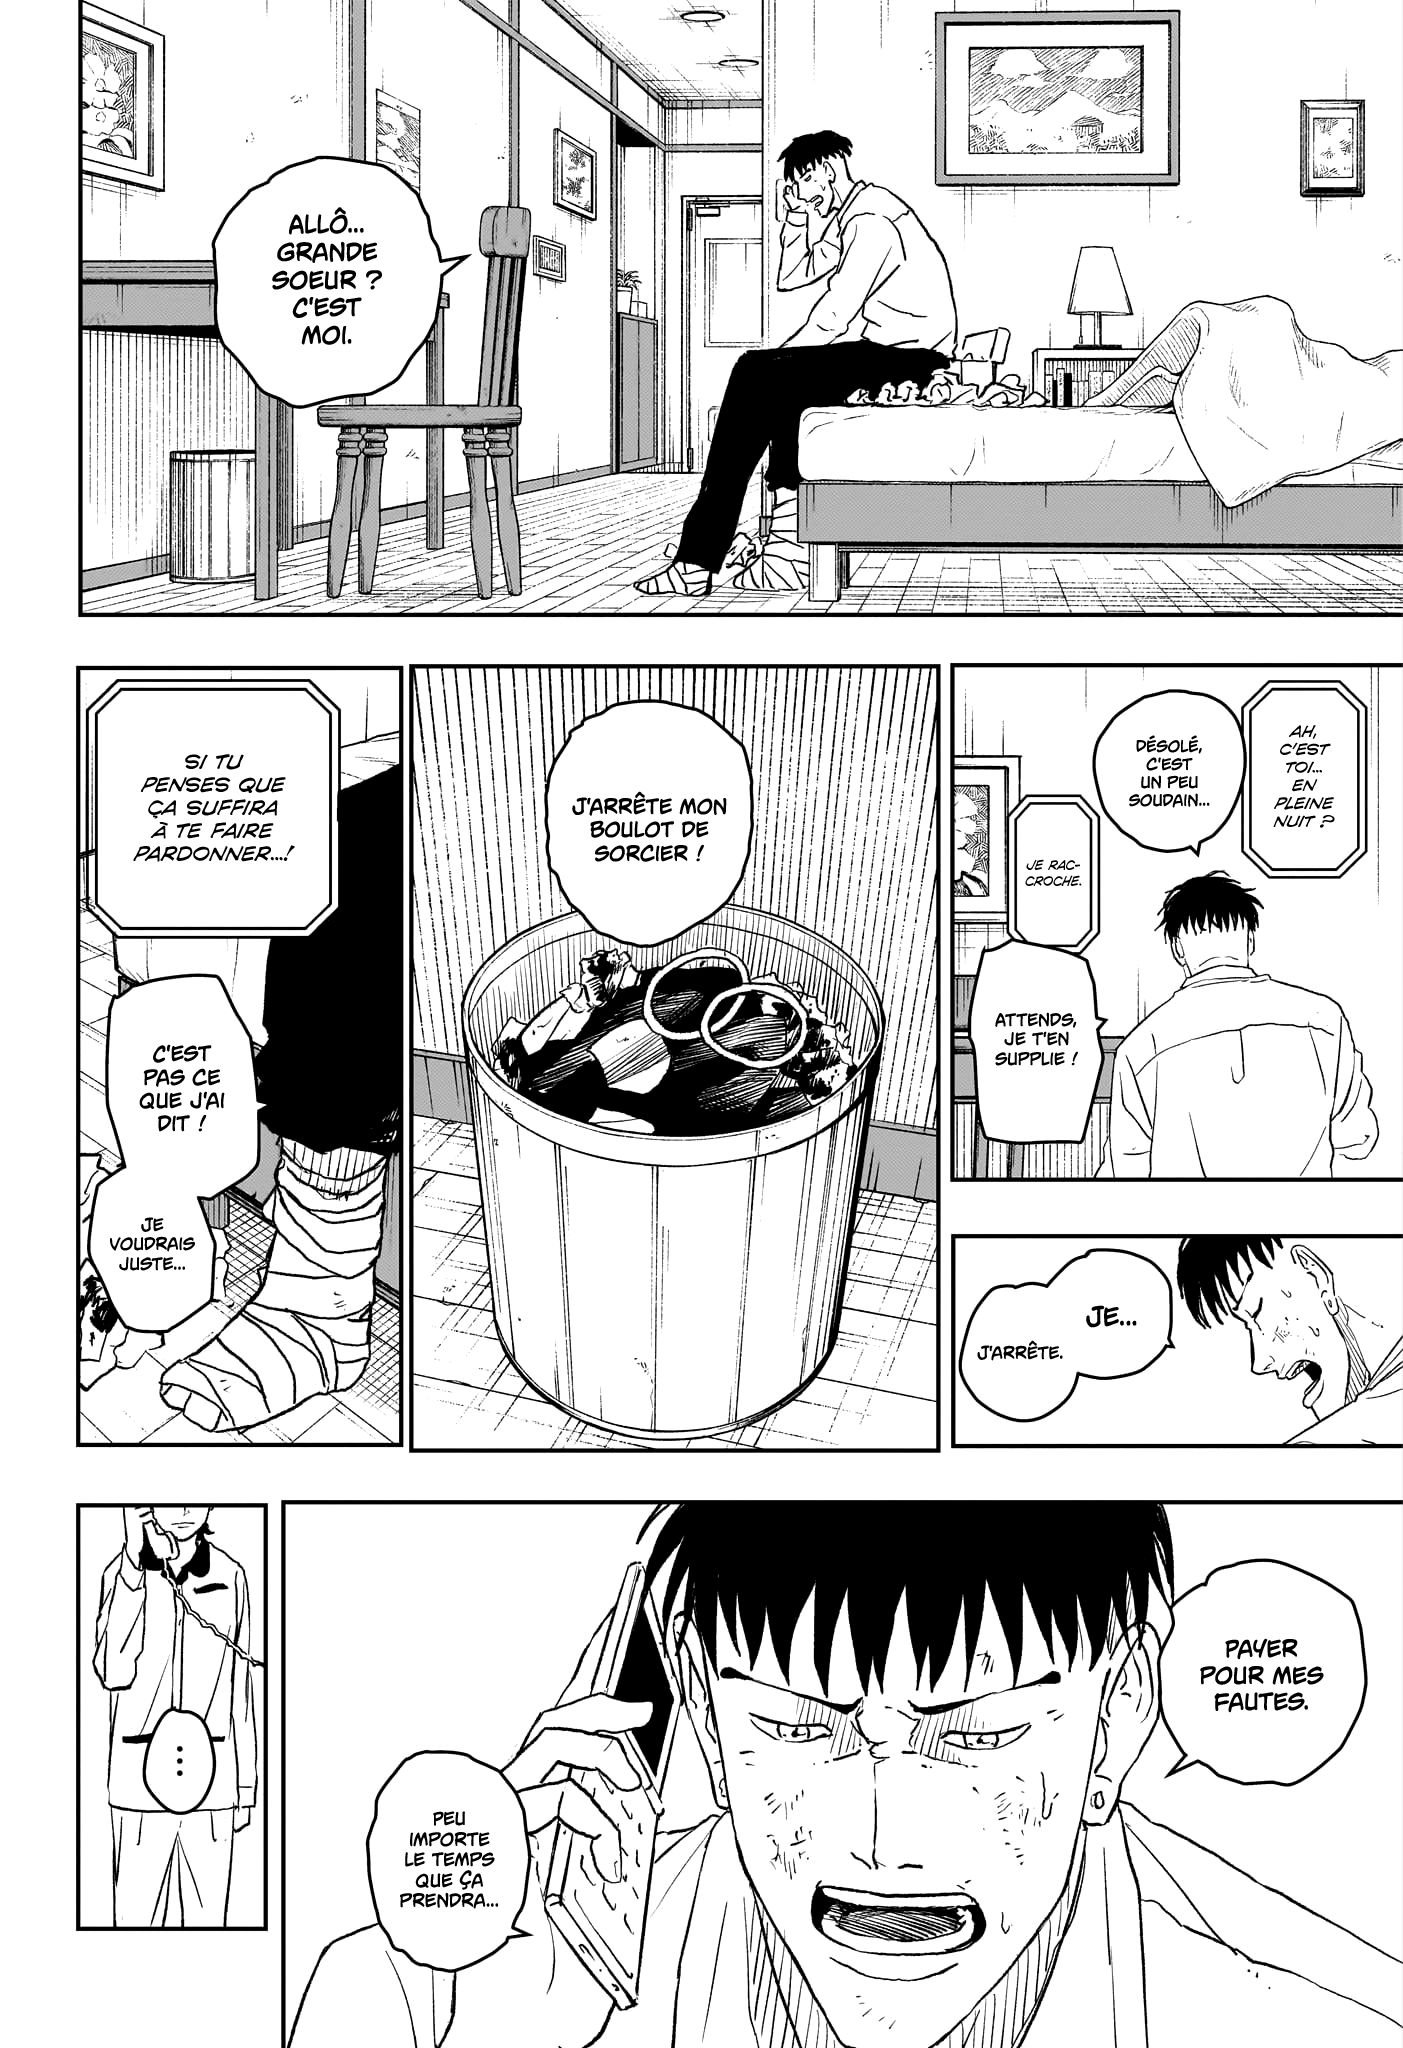 ALLÔ...
GRANDE
SOEUR ?
C'EST
MOI.
AH,
C'EST
TOI...
EN
PLEINE
NUIT ?
DÉSOLÉ,
C'EST
UN PEU
SOUDAIN...
JE RAC-
CROCHE.
ATTENDS,
JE T'EN
SUPPLIE !
JE...
J'ARRÊTE.
J'ARRÊTE MON
BOULOT DE
SORCIER !
SI TU
PENSES QUE
ÇA SUFFIRA
À TE FAIRE
PARDONNER...!
C'EST
PAS CE
QUE J'AI
DIT !
JE
VOUDRAIS
JUSTE...
PAYER
POUR MES
FAUTES.
PEU
IMPORTE
LE TEMPS
QUE ÇA
PRENDRA...
...